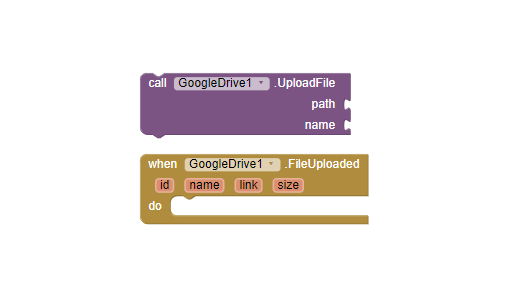 call GoogleDrive1 .UploadFile
path
name
when GoogleDrive1 .FileUploaded
id name link size
do